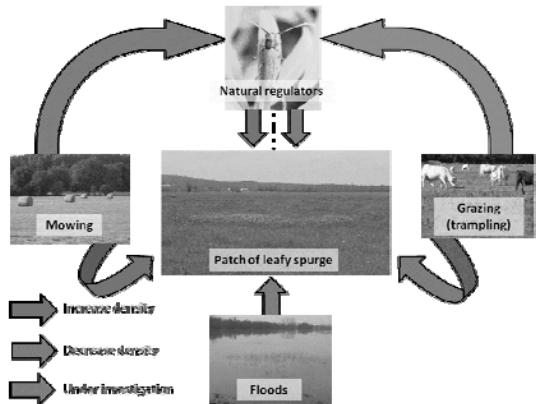 Natural regulators
Mowing
Grazing
(trampling)
Patch of leafy spurge
Increase density
Decrease density
Under investigation
Floods